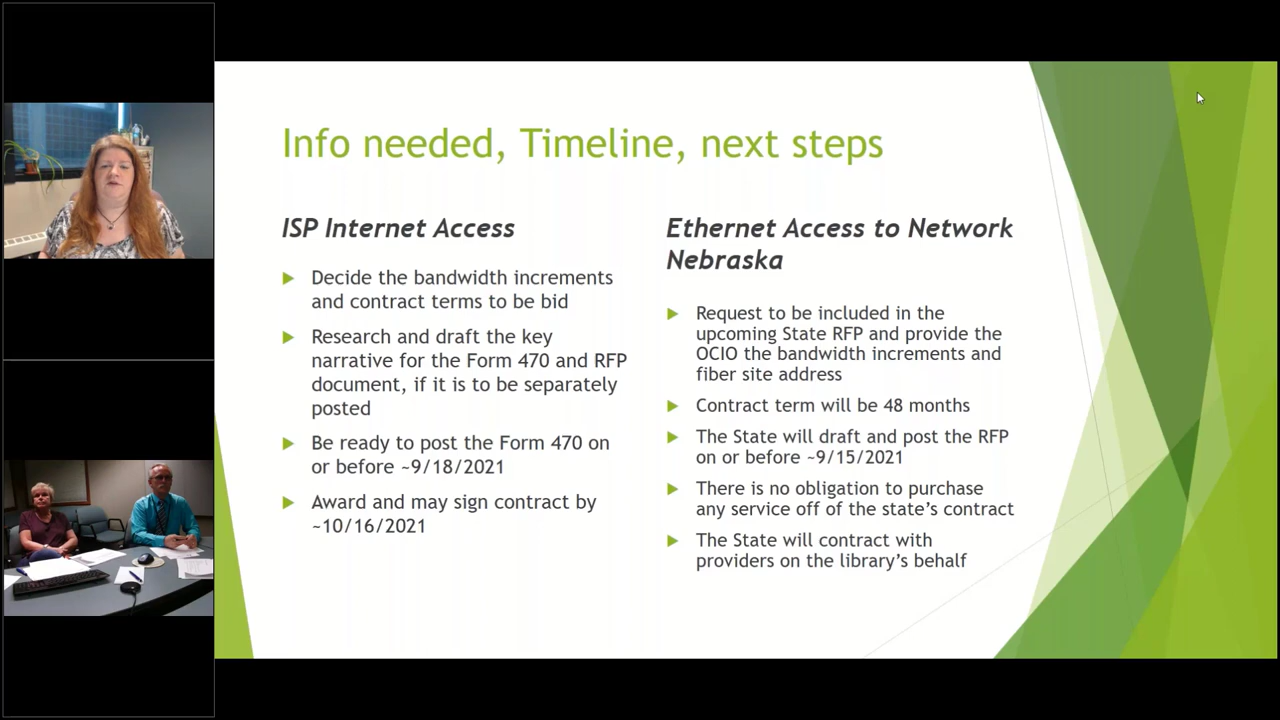 Info needed, Timeline, next steps
ISP Internet Access
Decide the bandwidth increments
and contract terms to be bid
Research and draft the key
narrative for the Form 470 and RFP
document, if it is to be separately
posted
Be ready to post the Form 470 on
or before ~9/18/2021
Award and may sign contract by
~10/16/2021
Ethernet Access to Network
Nebraska
Request to be included in the
upcoming State RFP and provide the
OCIO the bandwidth increments and
fiber site address
Contract term will be 48 months
The State will draft and post the RFP
on or before ~9/15/2021
There is no obligation to purchase
any service off of the state’s contract
The State will contract with
providers on the library’s behalf